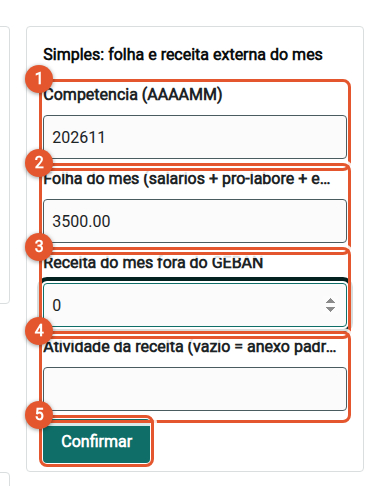 Simples: folha e receita externa do mes
1
Competencia (AAAAMM)
202611
2
Folha do mes (salarios + pro-labore + e...
3500.00
3
Receita do mes fora do GEBAN
0
4
Atividade da receita (vazio = anexo padr...
5
Confirmar